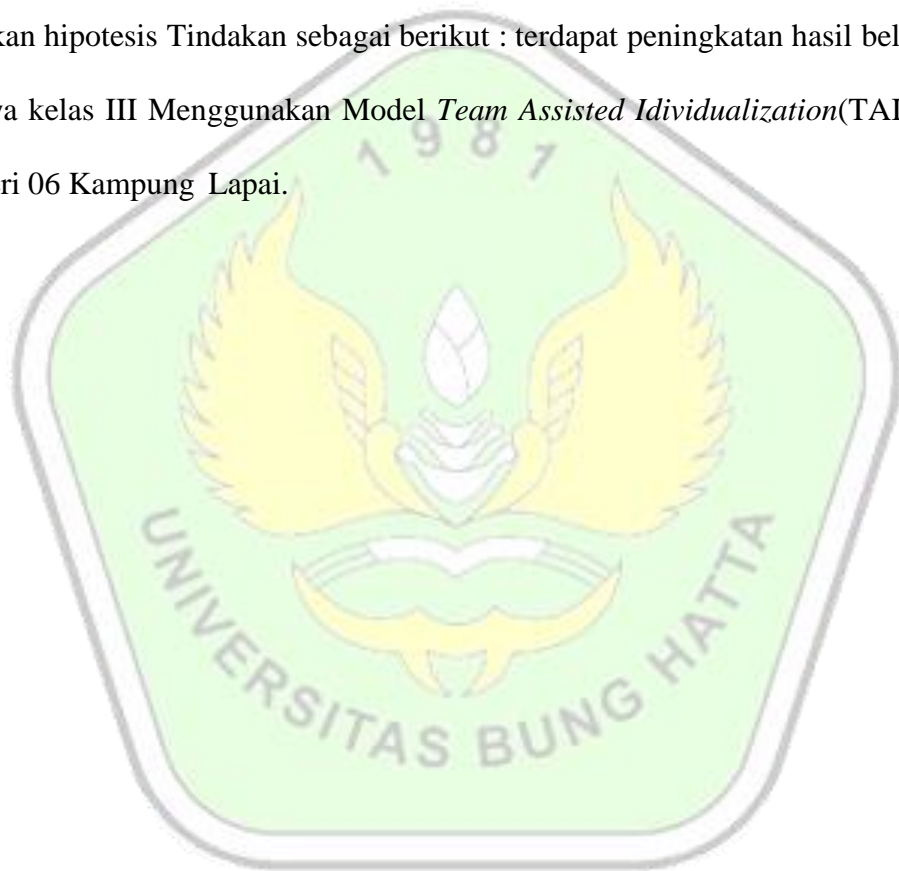 kan hipotesis Tindakan sebagai berikut : terdapat peningkatan hasil bel
a kelas III Menggunakan Model Team Assisted Idividualization(TAI
ri 06 Kampung Lapai.
1981
UNIVERSITAS BUNG HATTA